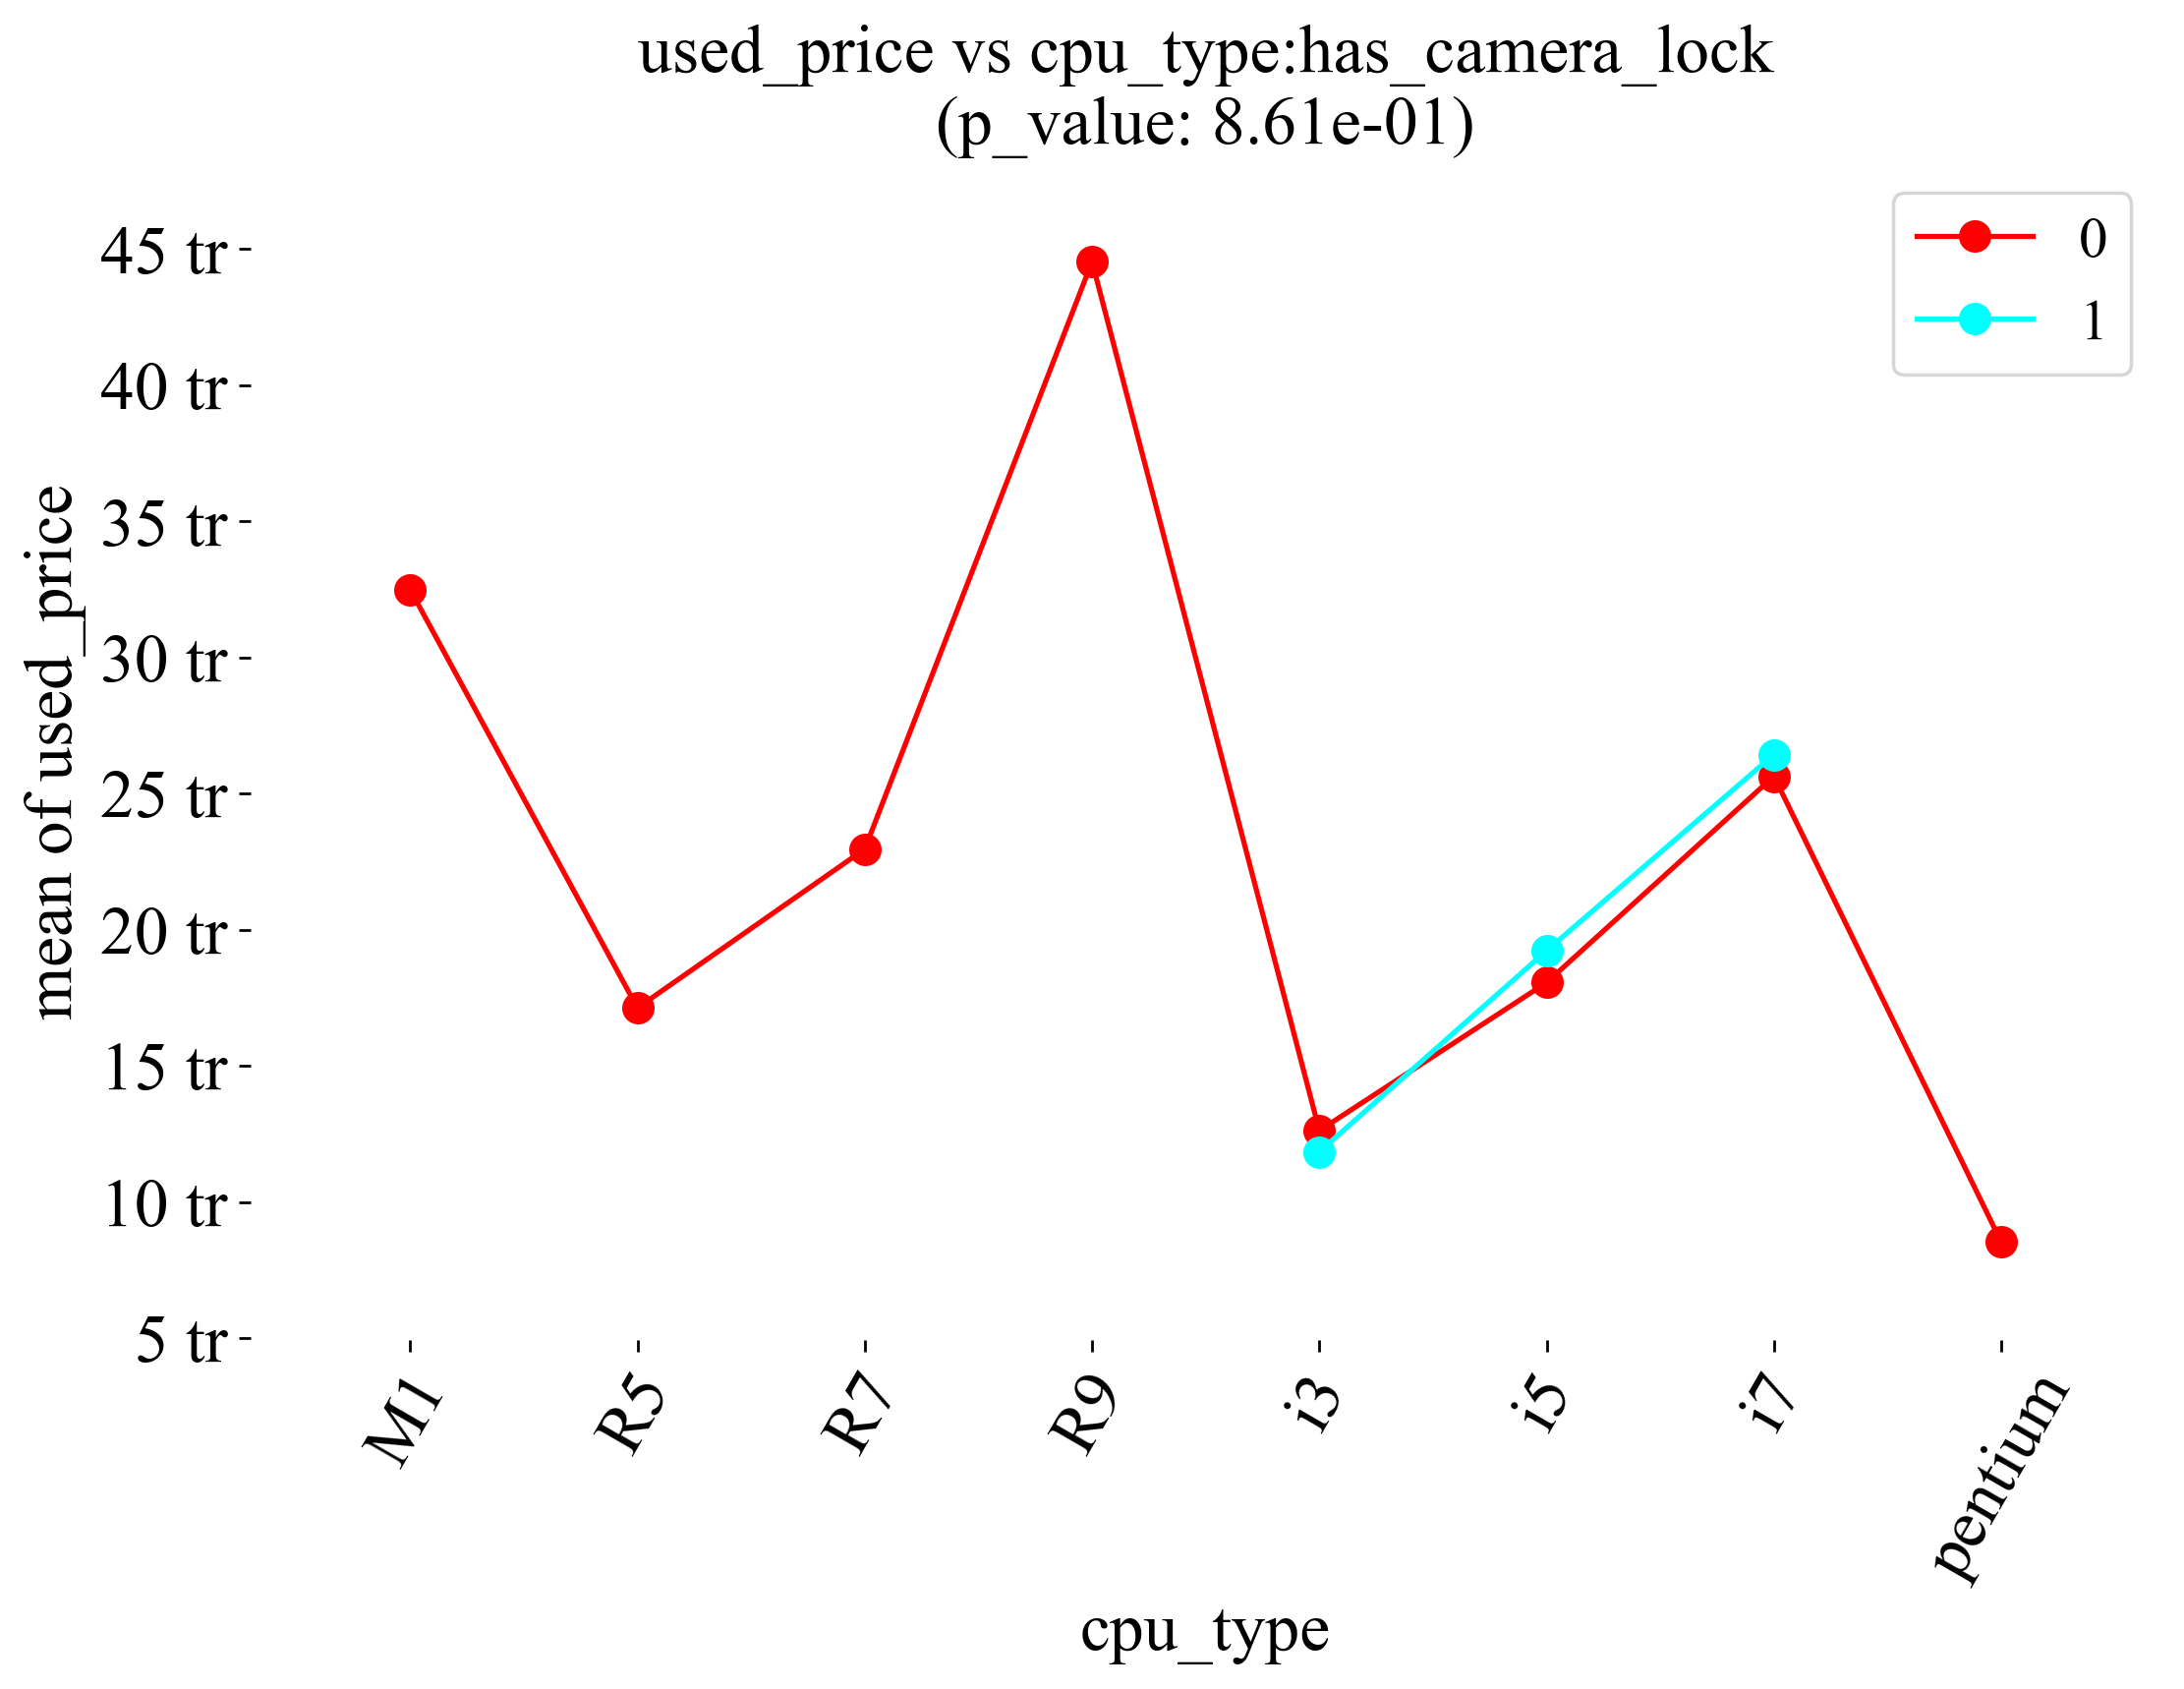 used_price vs cpu_type:has_camera_lock
(p_value: 8.61e-01)
0
1
mean of used_price
45 tr
40 tr
35 tr
30 tr
25 tr
20 tr
15 tr
10 tr
5 tr
M1
R5
R7
R9
i3
i5
i7
pentium
cpu_type